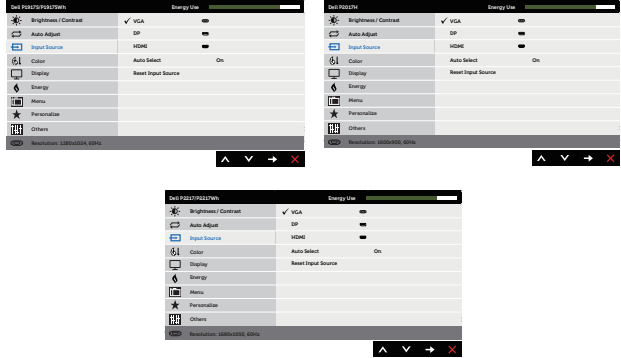 Dell P1917S/P1917SWh Energy Use
Brightness / Contrast VGA
Auto Adjust DP
Input Source HDMI
Color Auto Select On
Display Reset Input Source
Energy
Menu
Personalize
Others
Resolution: 1280x1024, 60Hz
Dell P2017H Energy Use
Brightness / Contrast VGA
Auto Adjust DP
Input Source HDMI
Color Auto Select On
Display Reset Input Source
Energy
Menu
Personalize
Others
Resolution: 1600x900, 60Hz
Dell P2217/P2217Wh Energy Use
Brightness / Contrast VGA
Auto Adjust DP
Input Source HDMI
Color Auto Select On
Display Reset Input Source
Energy
Menu
Personalize
Others
Resolution: 1680x1050, 60Hz